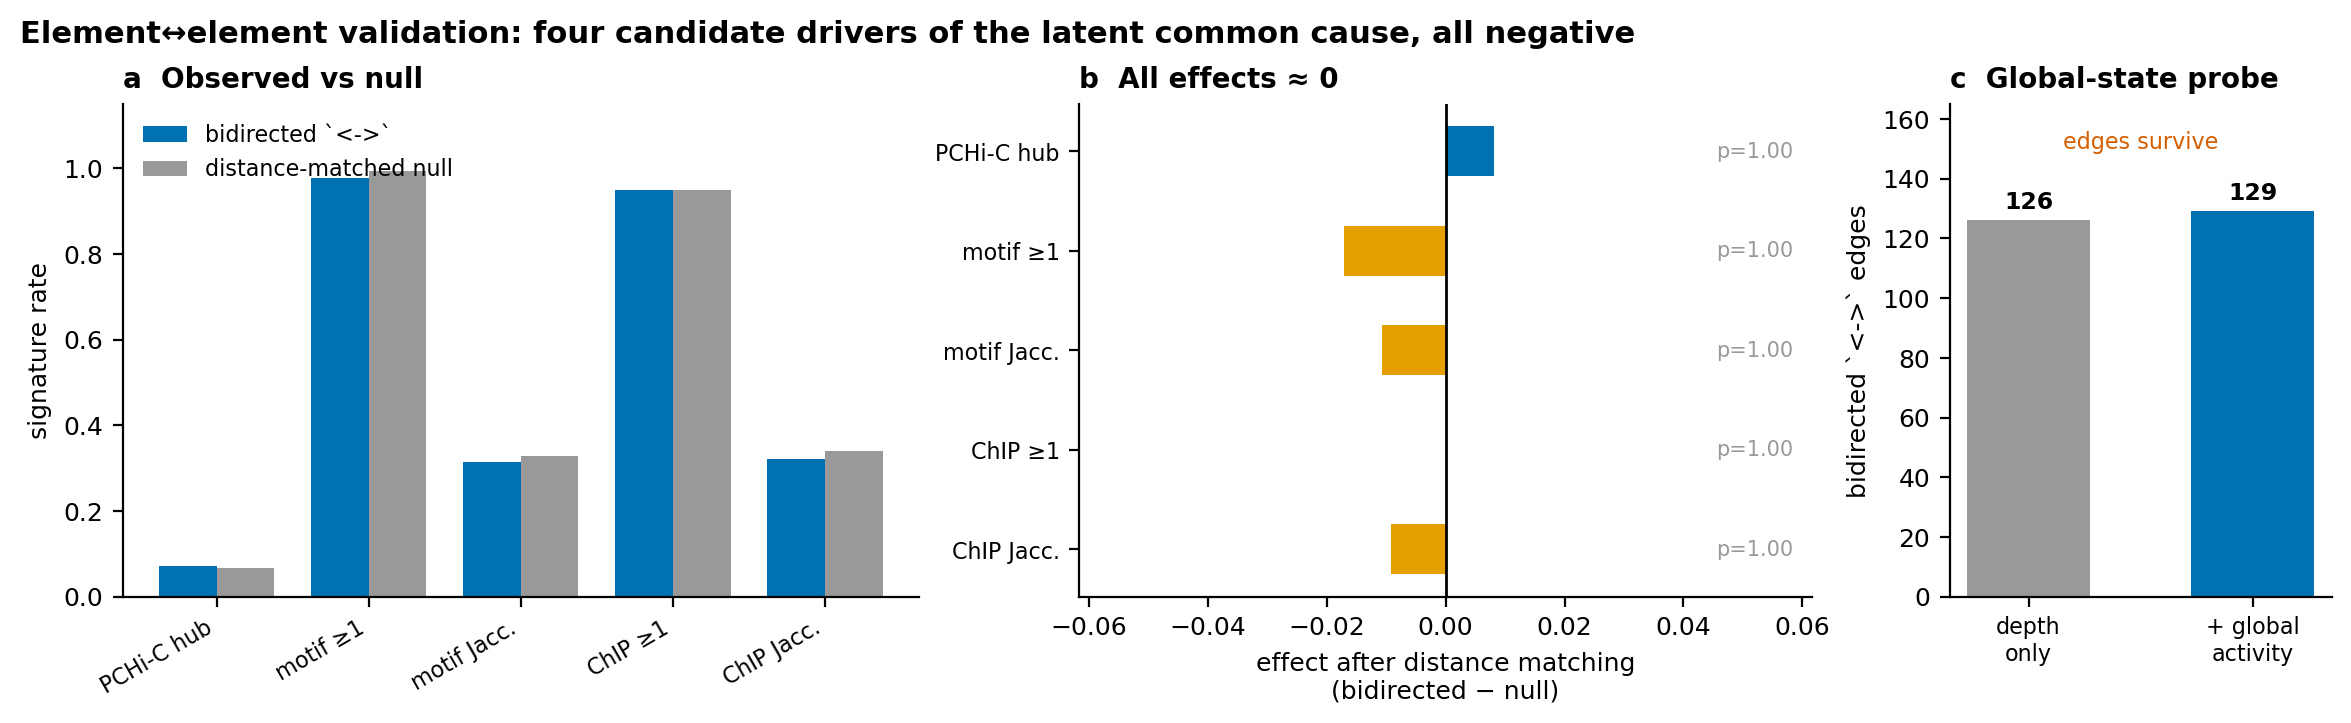 Element↔element validation: four candidate drivers of the latent common cause, all negative
a Observed vs null
bidirected `<->`
distance-matched null
signature rate
1.0
0.8
0.6
0.4
0.2
0.0
PCHi-C hub
motif ≥1
motif Jacc.
ChIP ≥1
ChIP Jacc.
b All effects ≈ 0
PCHi-C hub
motif ≥1
motif Jacc.
ChIP ≥1
ChIP Jacc.
p=1.00
p=1.00
p=1.00
p=1.00
p=1.00
−0.06
−0.04
−0.02
0.00
0.02
0.04
0.06
effect after distance matching
(bidirected − null)
c Global-state probe
bidirected `<->` edges
160
140
120
100
80
60
40
20
0
edges survive
126
129
depth
only
+ global
activity